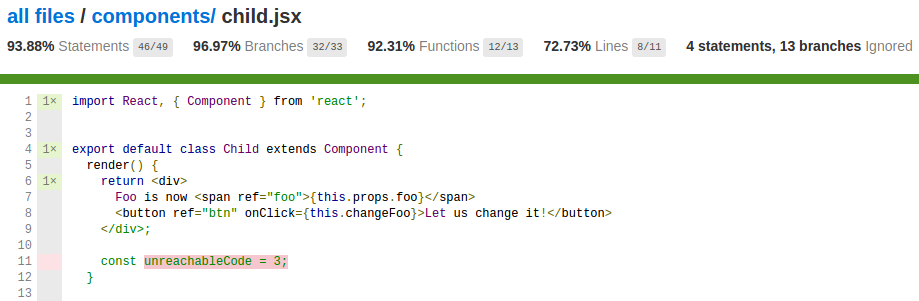 all files / components/ child.jsx
93.88% Statements 46/49 96.97% Branches 32/33 92.31% Functions 12/13 72.73% Lines 8/11 4 statements, 13 branches Ignored
1 1× import React, { Component } from 'react';
2
3
4 1× export default class Child extends Component {
5 render() {
6 1× return <div>
7 Foo is now <span ref="foo">{this.props.foo}</span>
8 <button ref="btn" onClick={this.changeFoo}>Let us change it!</button>
9 </div>;
10
11 const unreachableCode = 3;
12 }
13